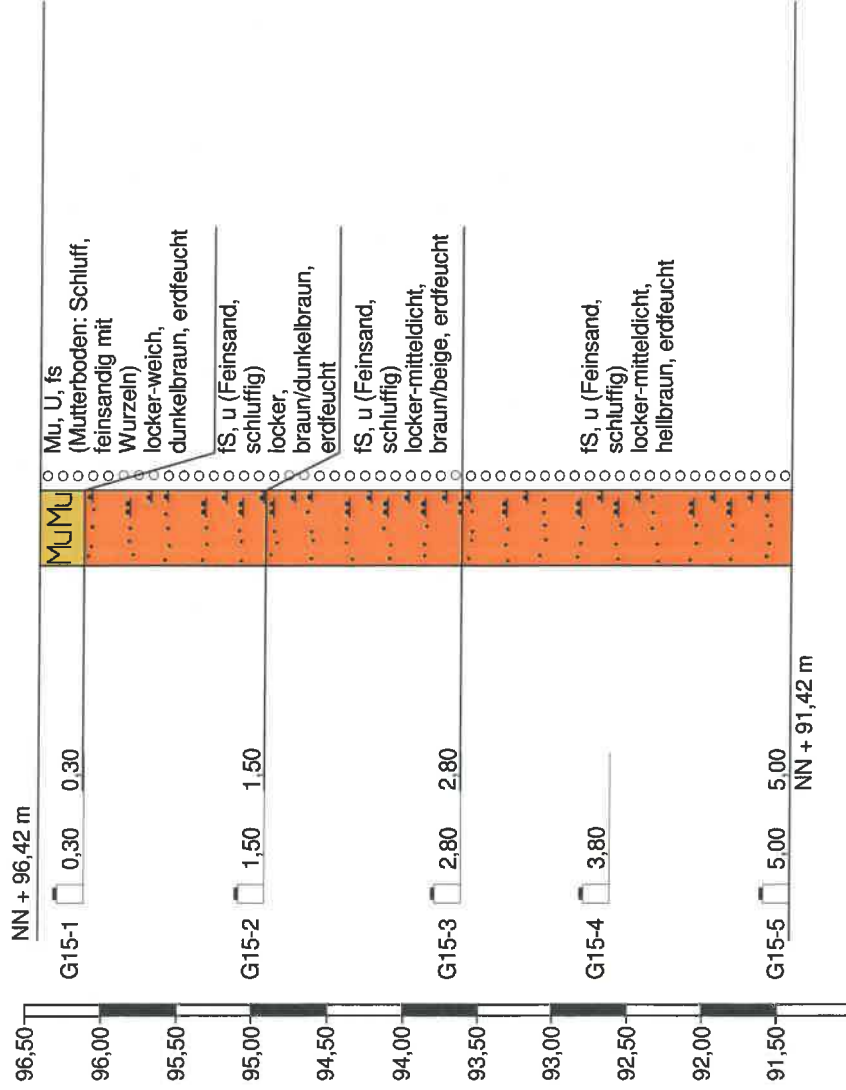 NN + 96,42 m
96,50
96,00
95,50
95,00
94,50
94,00
93,50
93,00
92,50
92,00
91,50
G15-1 0,30 0,30
G15-2 1,50 1,50
G15-3 2,80 2,80
G15-4 3,80
G15-5 5,00 5,00
NN + 91,42 m
MuMu
Mu, U, fs
(Mutterboden: Schluff,
feinsandig mit
Wurzeln)
locker-weich,
dunkelbraun, erdfeucht
fS, u (Feinsand,
schluffig)
locker,
braun/dunkelbraun,
erdfeucht
fS, u (Feinsand,
schluffig)
locker-mitteldicht,
braun/beige, erdfeucht
fS, u (Feinsand,
schluffig)
locker-mitteldicht,
hellbraun, erdfeucht